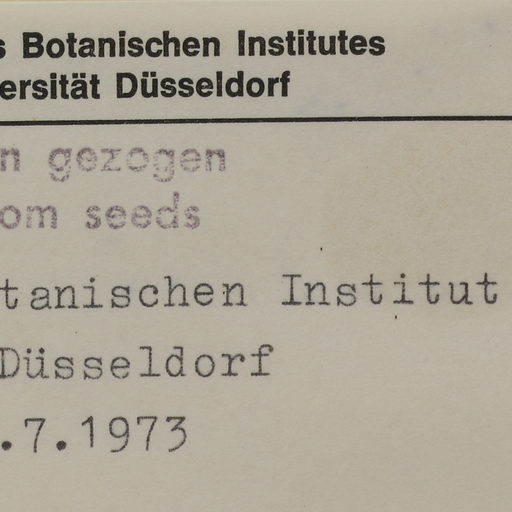 s Botanischen Institutes
ersität Düsseldorf
n gezogen
om seeds
tanischen Institut
Düsseldorf
.7.1973